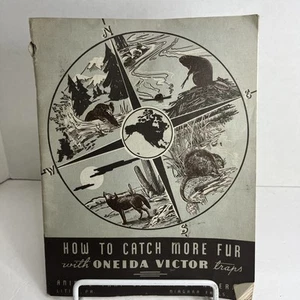 N
HOW TO CATCH MORE FUR
with ONEIDA VICTOR traps